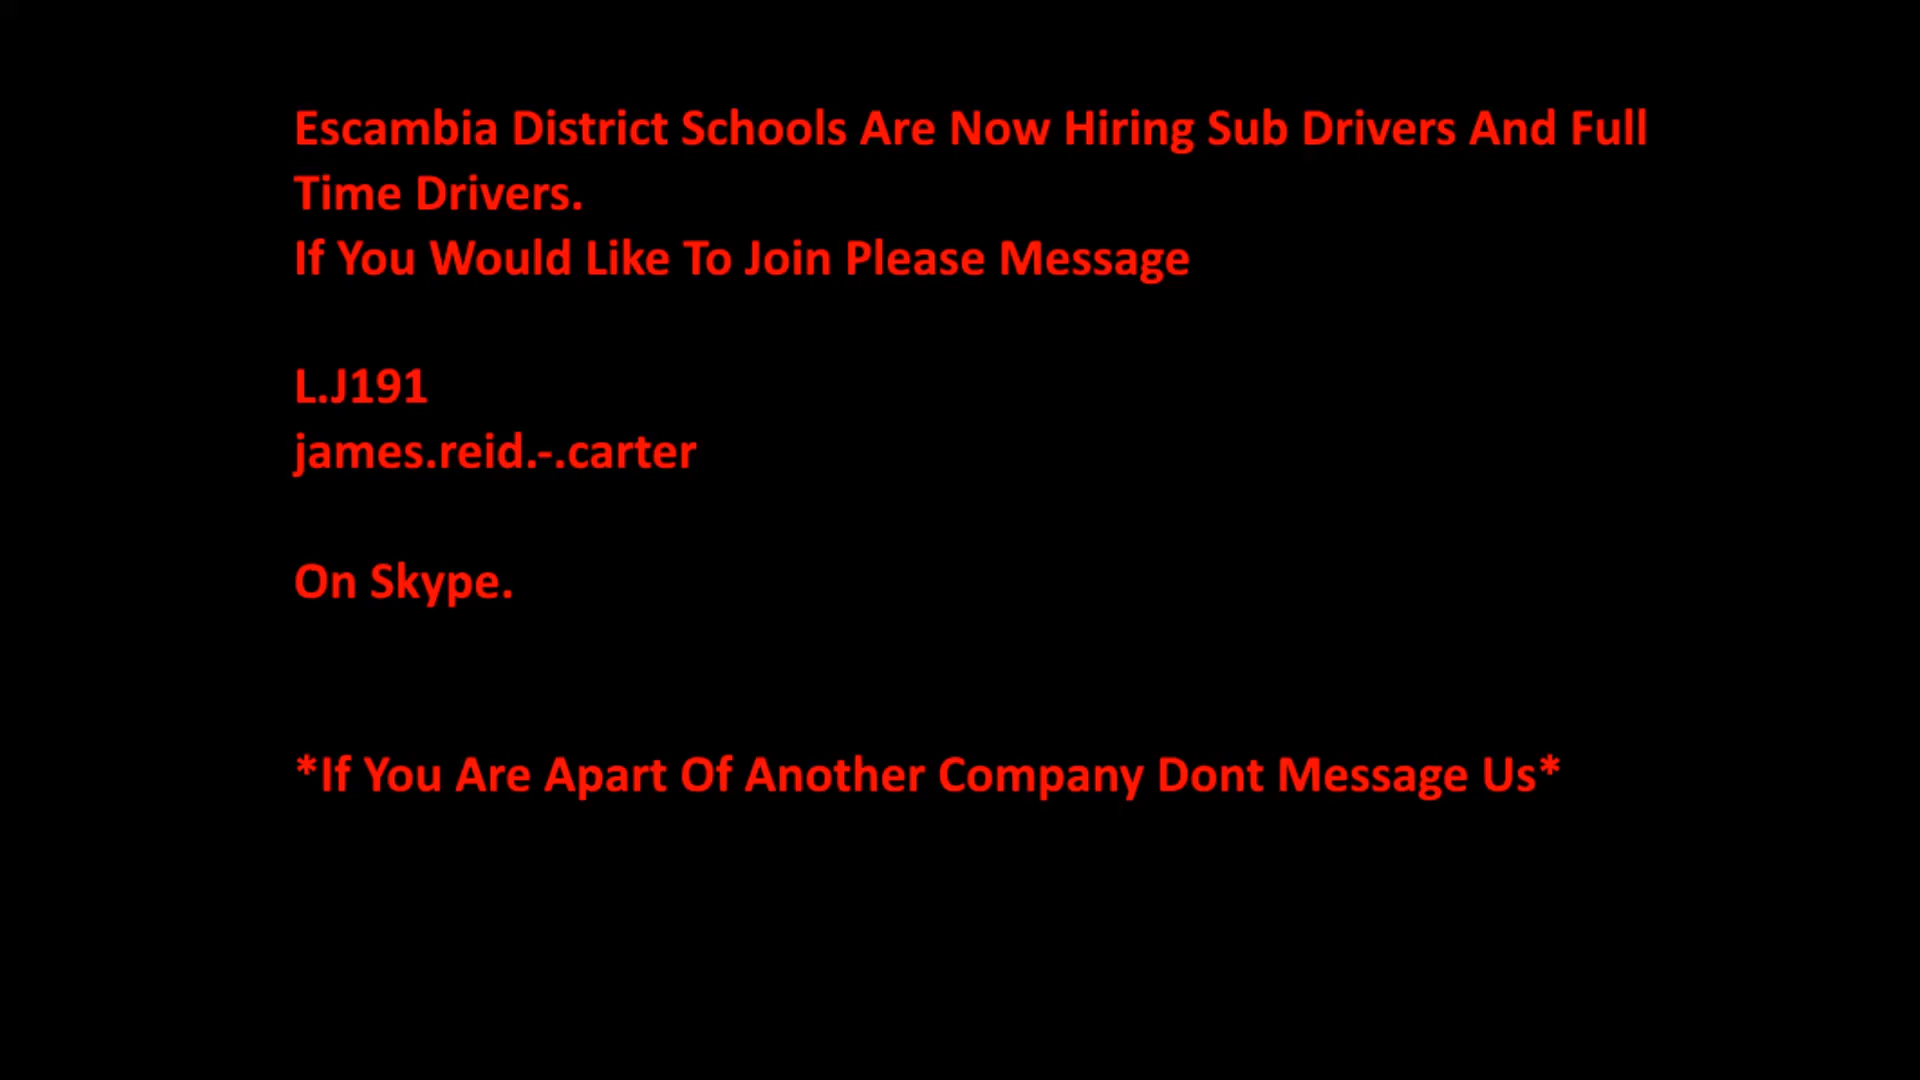 Escambia District Schools Are Now Hiring Sub Drivers And Full
Time Drivers.
If You Would Like To Join Please Message
L.J191
james.reid.-.carter
On Skype.
*If You Are Apart Of Another Company Dont Message Us*